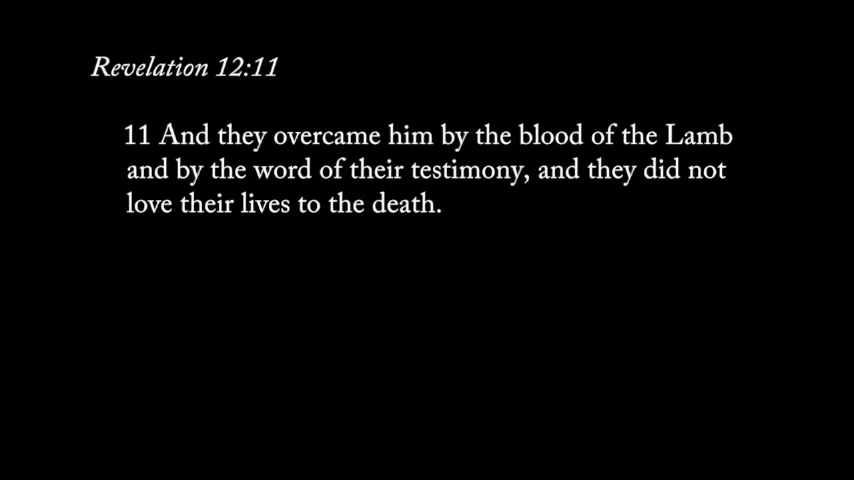 Revelation 12:11
11 And they overcame him by the blood of the Lamb
and by the word of their testimony, and they did not
love their lives to the death.